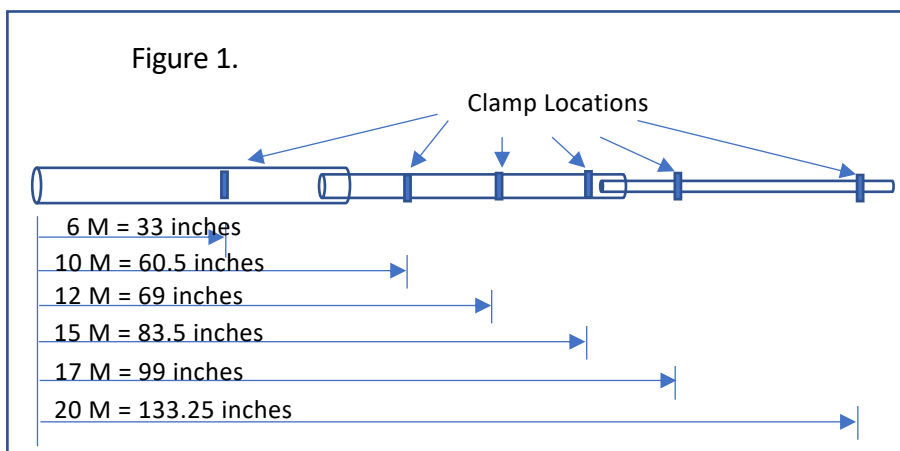 Figure 1.
Clamp Locations
6 M = 33 inches
10 M = 60.5 inches
12 M = 69 inches
15 M = 83.5 inches
17 M = 99 inches
20 M = 133.25 inches